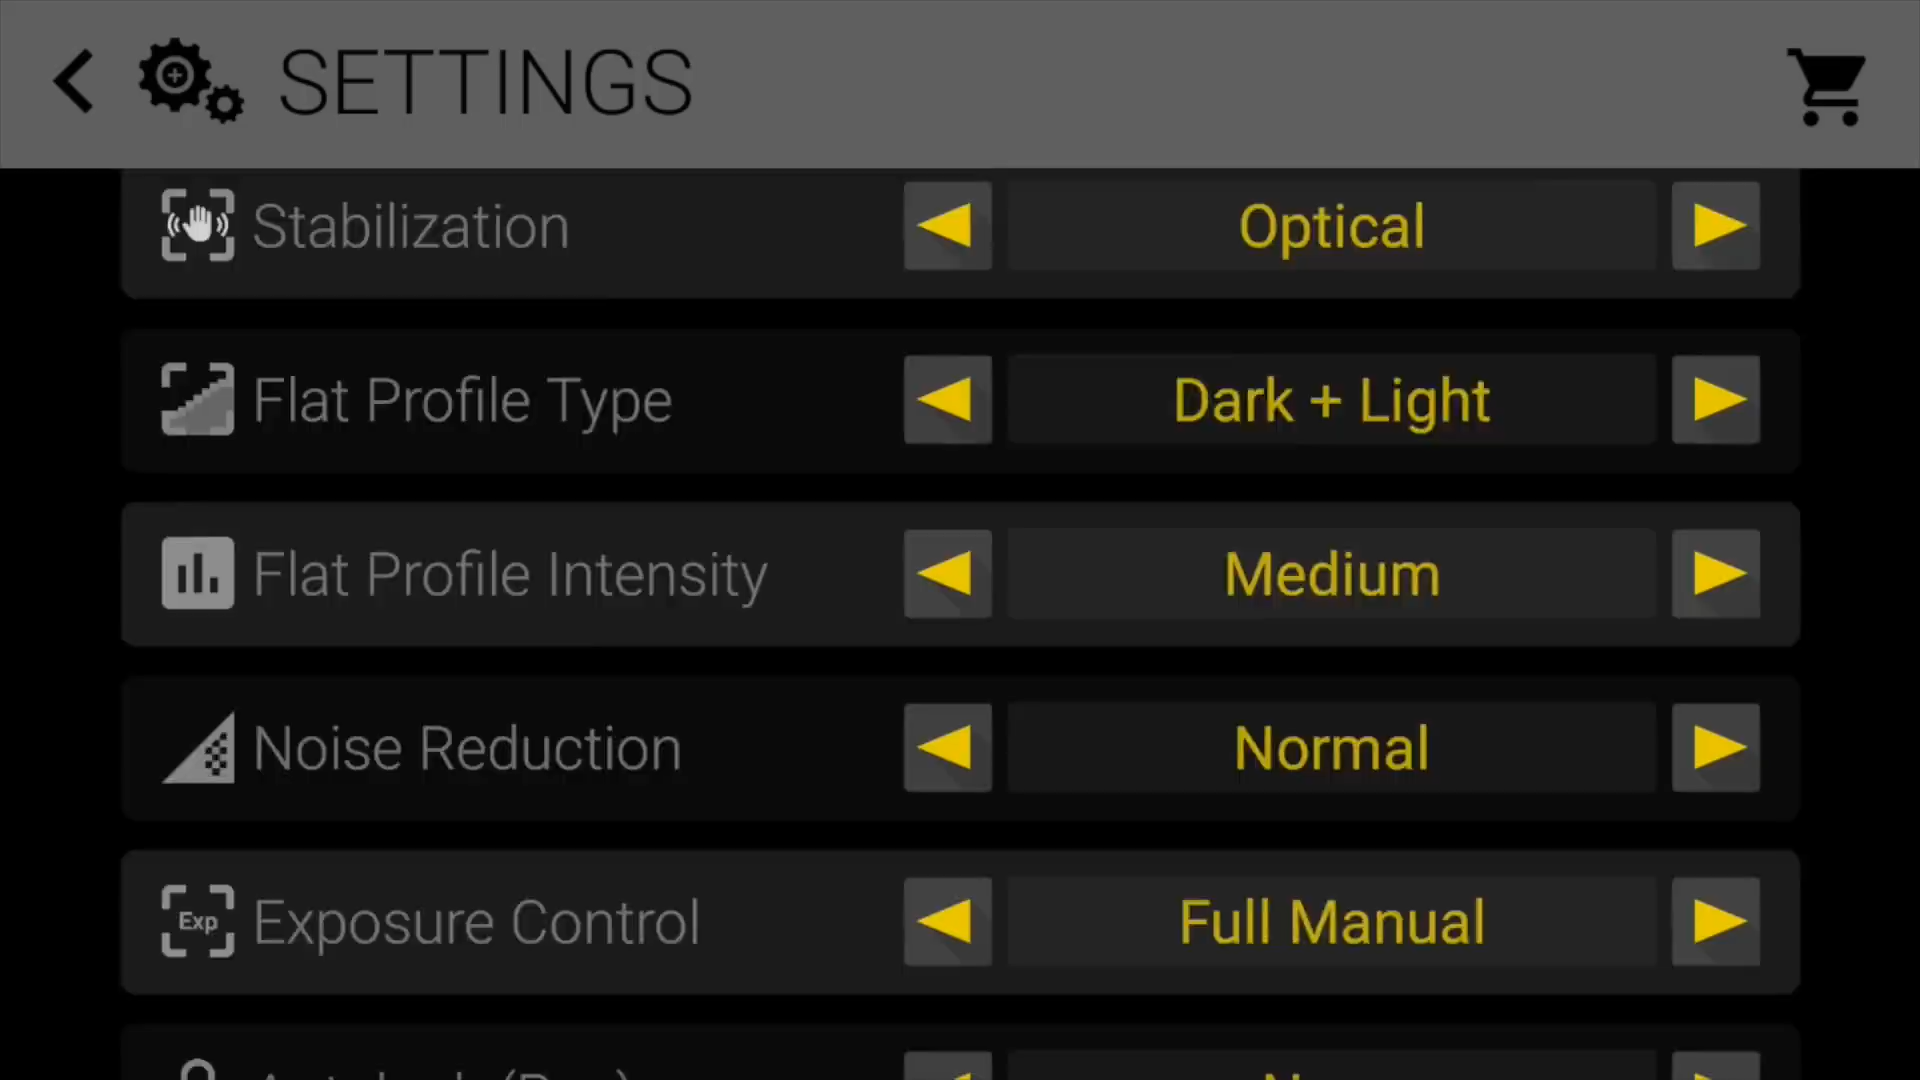 SETTINGS
Stabilization Optical
Flat Profile Type Dark + Light
Flat Profile Intensity Medium
Noise Reduction Normal
Exp Exposure Control Full Manual